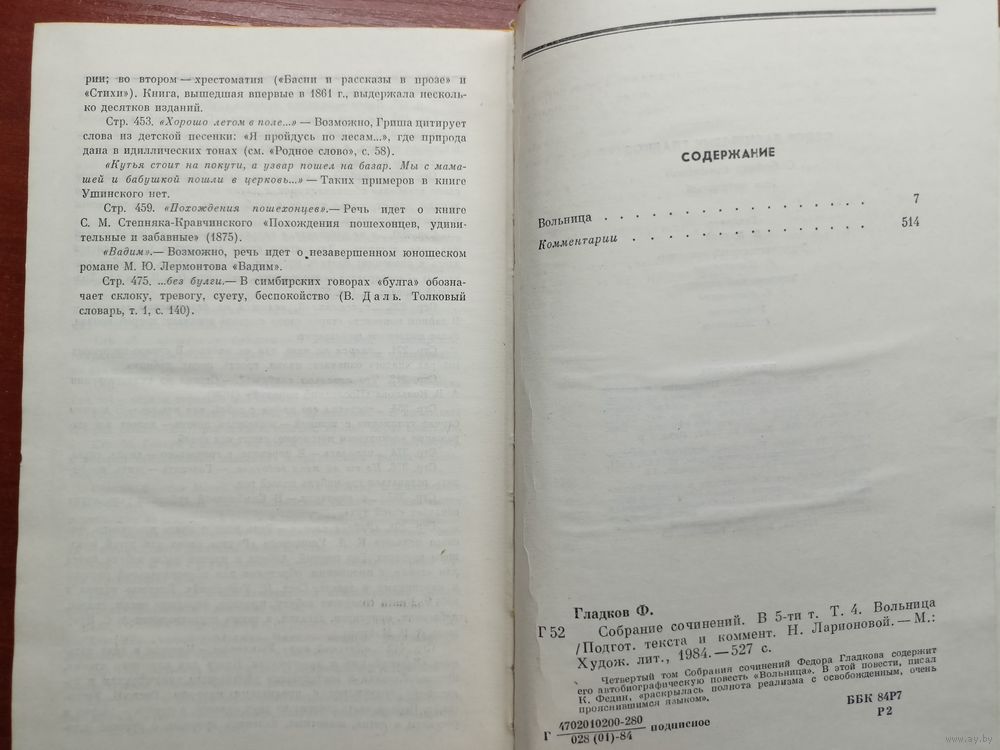 рии; во втором — хрестоматия («Басни и рассказы в прозе» и
«Стихи»). Книга, вышедшая впервые в 1861 г., выдержала несколь-
ко десятков изданий.
Стр. 453. «Хорошо летом в поле...» — Возможно, Гриша цитирует
слова из детской песенки: «Я пройдусь по лесам...», где природа
дана в идиллических тонах (см. «Родное слово», с. 58).
«Кутья стоит на покути, а узвар пошел на базар. Мы с мама-
шей и бабушкой пошли в церковь...» — Таких примеров в книге
Ушинского нет.
Стр. 459. «Похождения пошехонцев».— Речь идет о книге
С. М. Степняка-Кравчинского «Похождения пошехонцев, удиви-
тельные и забавные» (1875).
«Вадим».— Возможно, речь идет о незавершенном юношеском
романе М. Ю. Лермонтова «Вадим».
Стр. 475. ...без булги.— В симбирских говорах «булга» обозна-
чает склоку, тревогу, суету, беспокойство (В. Даль. Толковый
словарь, т. 1, с. 140).
СОДЕРЖАНИЕ
Вольница . . . . . . . . . . . . . . . . 7
Комментарии . . . . . . . . . . . . . . 514
Гладков Ф.
Г 52 Собрание сочинений. В 5-ти т. Т. 4. Вольница
/Подгот. текста и коммент. Н. Ларионовой. — М.:
Худож. лит., 1984. — 527 с.
Четвертый том Собрания сочинений Федора Гладкова содержит
его автобиографическую повесть «Вольница». В этой повести, писал
К. Федин, «раскрылась полнота реализма с освобожденным, очень
прояснившимся языком».
Г 4702010200-280 подписное
028 (01)-84
ББК 84Р7
Р2
www.ay.by